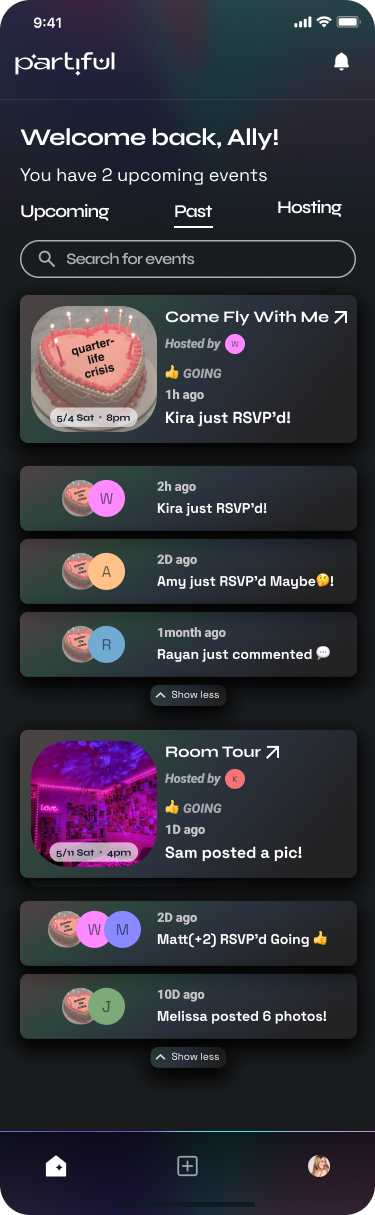 9:41
partiful
Welcome back, Ally!
You have 2 upcoming events
Upcoming Past Hosting
Search for events
quarter-
life
crisis
5/4 Sat • 8pm
Come Fly With Me
Hosted by W
👍 GOING
1h ago
Kira just RSVP'd!
W
2h ago
Kira just RSVP'd!
A
2D ago
Amy just RSVP'd Maybe🤔!
R
1month ago
Rayan just commented 💬
Show less
love
5/11 Sat • 4pm
Room Tour
Hosted by K
👍 GOING
1D ago
Sam posted a pic!
W M
2D ago
Matt(+2) RSVP'd Going 👍
J
10D ago
Melissa posted 6 photos!
Show less